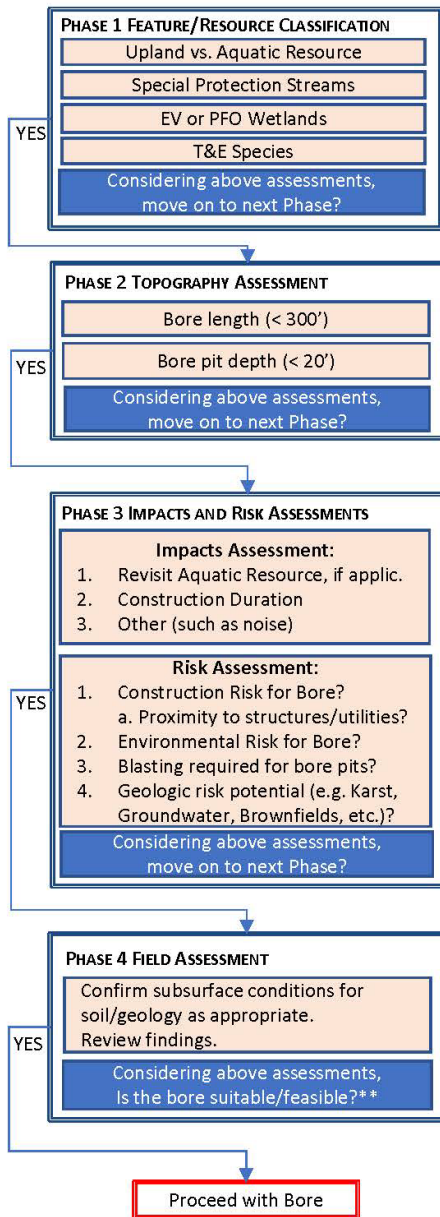 PHASE 1 FEATURE/RESOURCE CLASSIFICATION
Upland vs. Aquatic Resource
Special Protection Streams
EV or PFO Wetlands
T&E Species
Considering above assessments,
move on to next Phase?
YES
PHASE 2 TOPOGRAPHY ASSESSMENT
Bore length (< 300')
Bore pit depth (< 20')
Considering above assessments,
move on to next Phase?
YES
PHASE 3 IMPACTS AND RISK ASSESSMENTS
Impacts Assessment:
1. Revisit Aquatic Resource, if applic.
2. Construction Duration
3. Other (such as noise)
Risk Assessment:
1. Construction Risk for Bore?
a. Proximity to structures/utilities?
2. Environmental Risk for Bore?
3. Blasting required for bore pits?
4. Geologic risk potential (e.g. Karst,
Groundwater, Brownfields, etc.)?
Considering above assessments,
move on to next Phase?
YES
PHASE 4 FIELD ASSESSMENT
Confirm subsurface conditions for
soil/geology as appropriate.
Review findings.
Considering above assessments,
Is the bore suitable/feasible?**
YES
Proceed with Bore